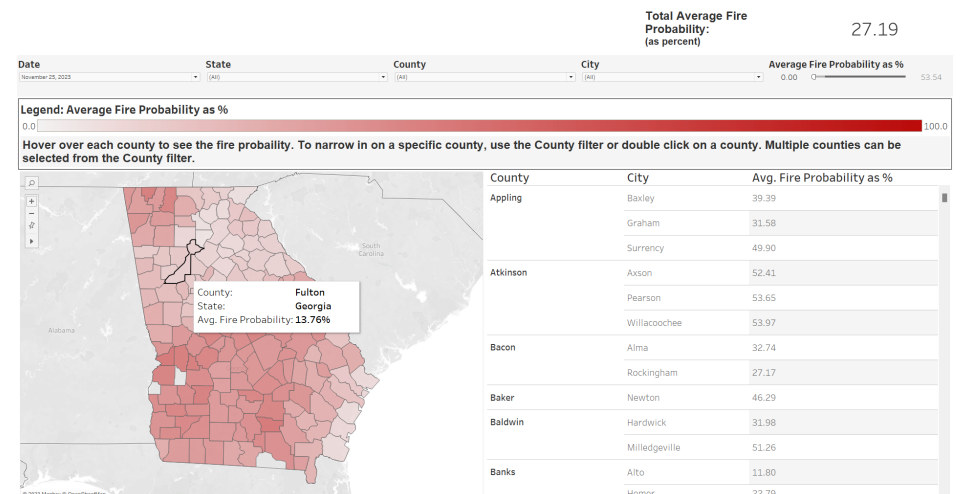 Total Average Fire
Probability:
(as percent)
27.19
Date State County City Average Fire Probability as %
November 25, 2023 (All) (All) (All) 0.00 53.54
Legend: Average Fire Probability as %
0.0 100.0
Hover over each county to see the fire probaility. To narrow in on a specific county, use the County filter or double click on a county. Multiple counties can be
selected from the County filter.
County City Avg. Fire Probability as %
Appling Baxley 39.39
Graham 31.58
Surrency 49.90
Atkinson Axson 52.41
Pearson 53.65
Willacoochee 53.97
Bacon Alma 32.74
Rockingham 27.17
Baker Newton 46.29
Baldwin Hardwick 31.98
Milledgeville 51.26
Banks Alto 11.80
Homer 22.79
South
Carolina
Alabama
County: Fulton
State: Georgia
Avg. Fire Probability: 13.76%